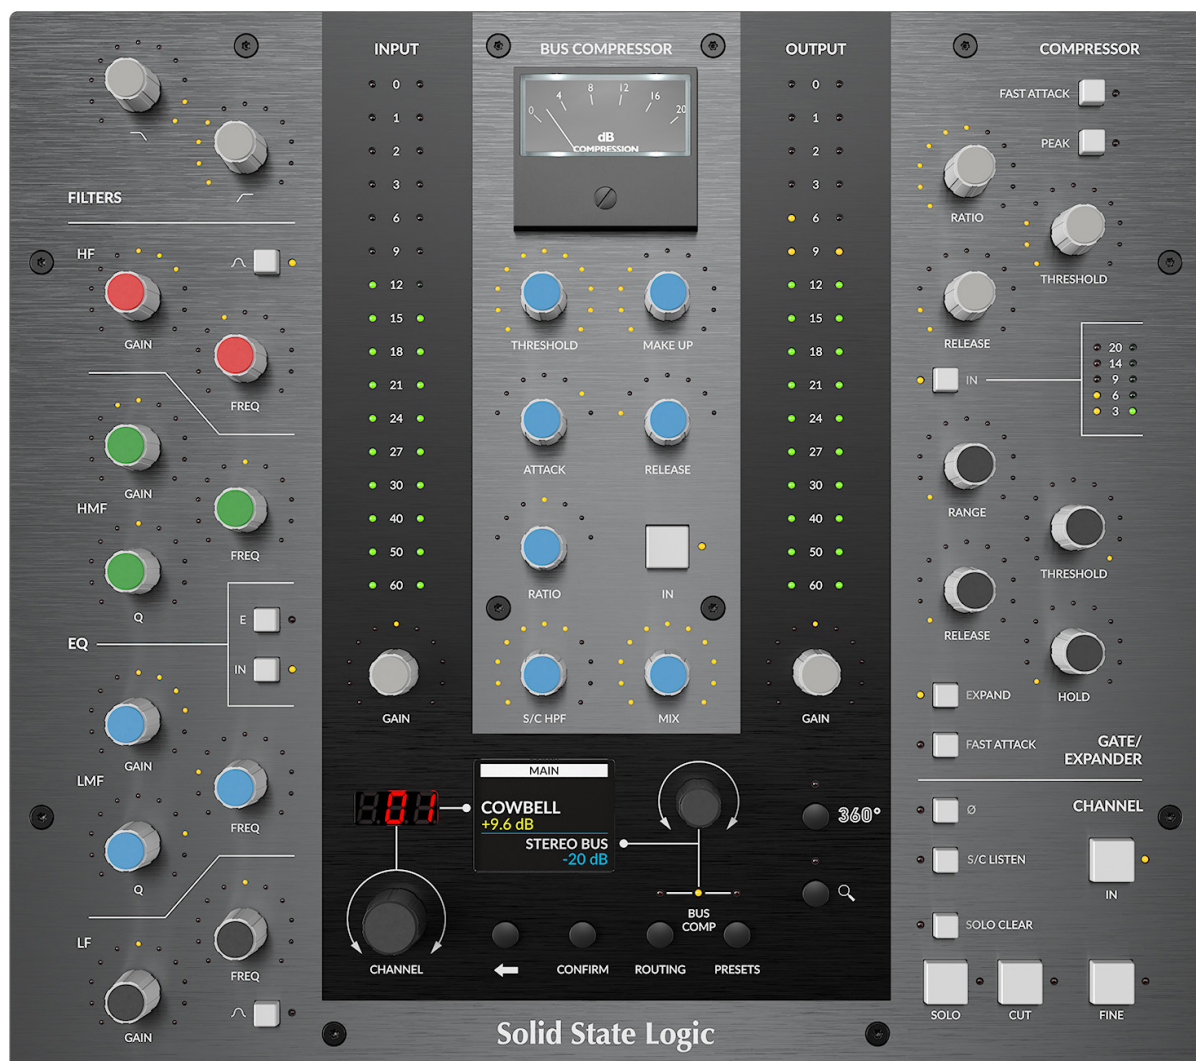 INPUT
BUS COMPRESSOR
OUTPUT
COMPRESSOR
FAST ATTACK
PEAK
RATIO
THRESHOLD
RELEASE
IN
20
14
9
6
3
FILTERS
HF
GAIN
FREQ
HMF
GAIN
FREQ
Q
EQ
E
IN
LMF
GAIN
FREQ
Q
LF
FREQ
GAIN
0
1
2
3
6
9
12
15
18
21
24
27
30
40
50
60
GAIN
0 4 8 12 16 20
dB
COMPRESSION
THRESHOLD
MAKE UP
ATTACK
RELEASE
RATIO
IN
S/C HPF
MIX
0
1
2
3
6
9
12
15
18
21
24
27
30
40
50
60
GAIN
RANGE
THRESHOLD
RELEASE
HOLD
EXPAND
FAST ATTACK
GATE/
EXPANDER
CHANNEL
Ø
S/C LISTEN
IN
SOLO CLEAR
SOLO
CUT
FINE
01
MAIN
COWBELL
+9.6 dB
STEREO BUS
-20 dB
360°
BUS
COMP
CHANNEL
CONFIRM
ROUTING
PRESETS
Solid State Logic